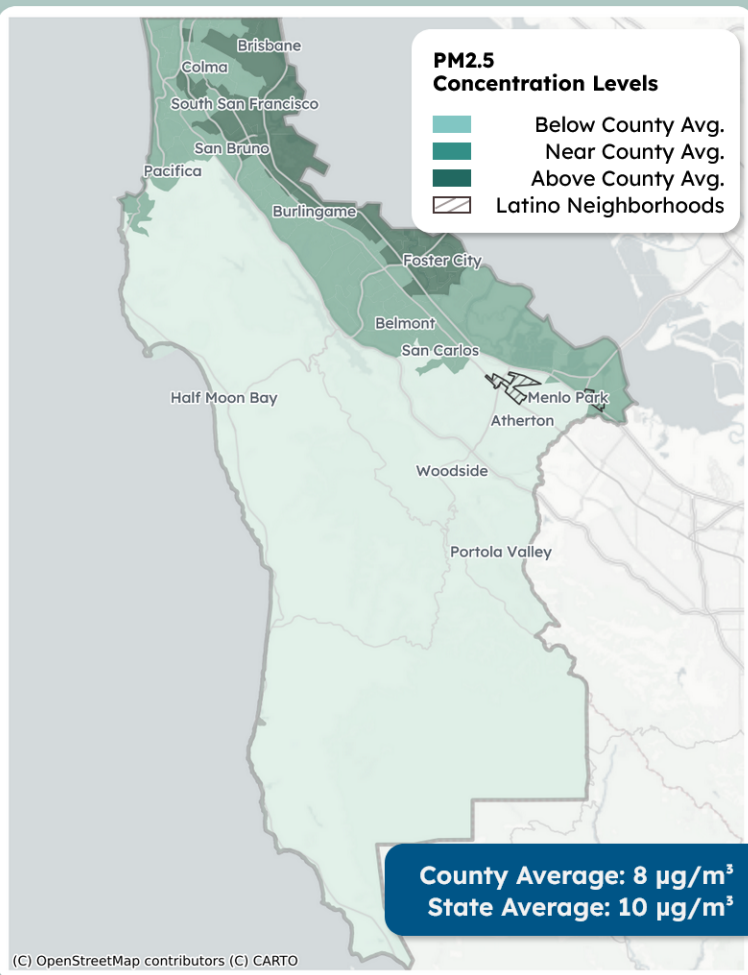 PM2.5
Concentration Levels
Below County Avg.
Near County Avg.
Above County Avg.
Latino Neighborhoods
Brisbane
Colma
South San Francisco
San Bruno
Pacifica
Burlingame
Foster City
Belmont
San Carlos
Half Moon Bay
Menlo Park
Atherton
Woodside
Portola Valley
County Average: 8 µg/m³
State Average: 10 µg/m³
(C) OpenStreetMap contributors (C) CARTO